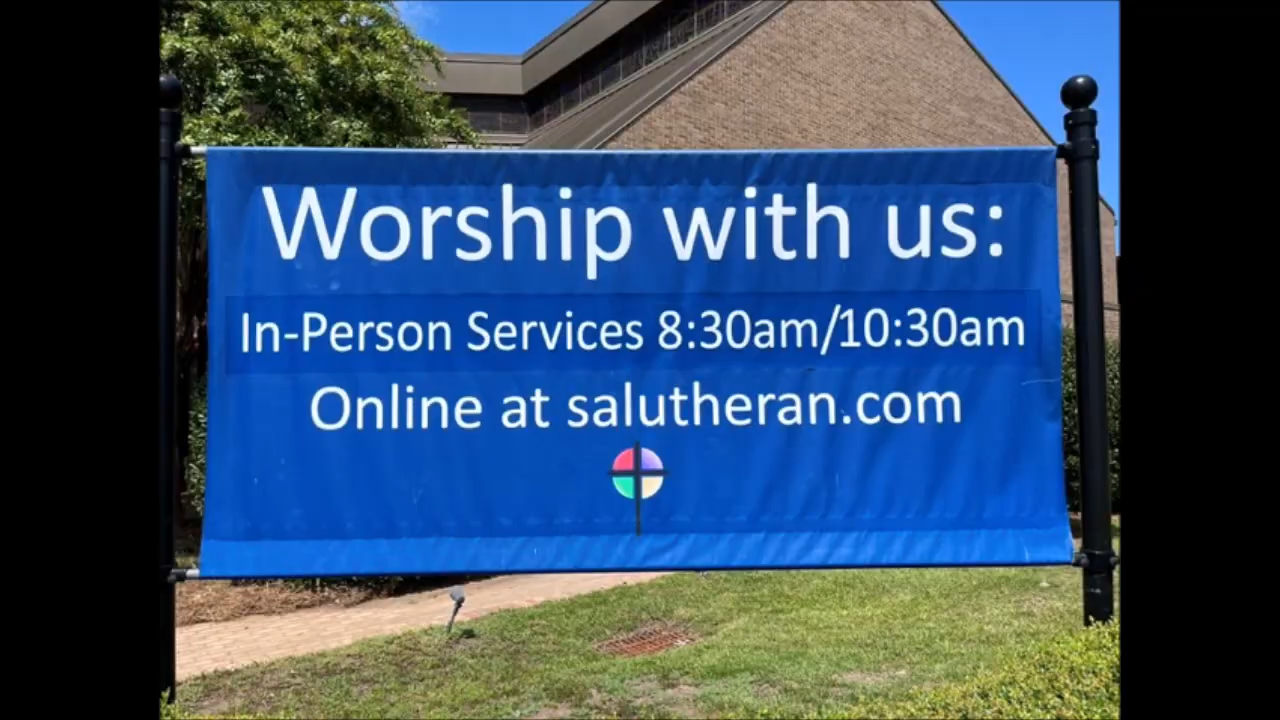 Worship with us:
In-Person Services 8:30am/10:30am
Online at salutheran.com